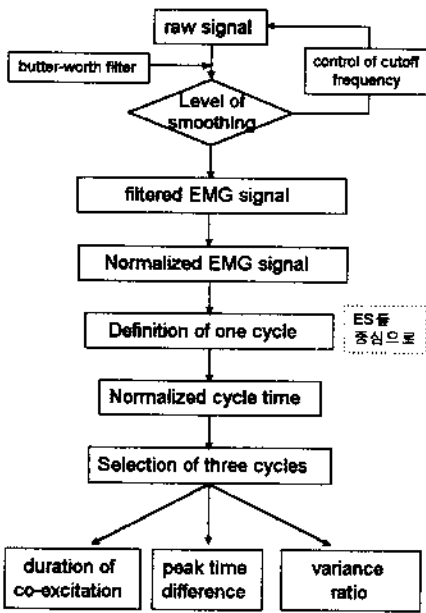 raw signal
butter-worth filter
control of cutoff
frequency
Level of
smoothing
filtered EMG signal
Normalized EMG signal
Definition of one cycle
ES를
중심으로
Normalized cycle time
Selection of three cycles
duration of
co-excitation
peak time
difference
variance
ratio